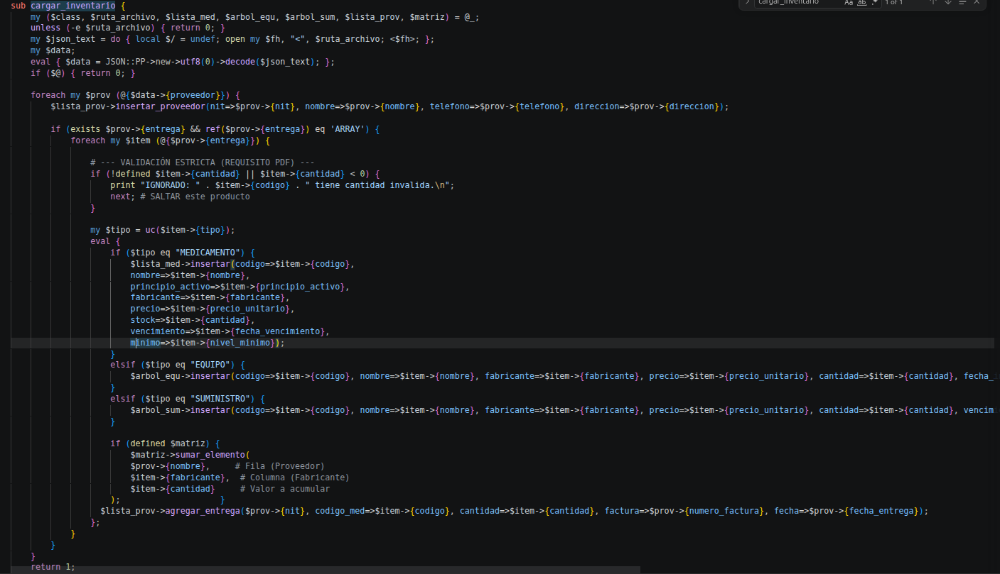 sub cargar_inventario {
cargar_inventario Aa ab .* 1 of 1
    my ($class, $ruta_archivo, $lista_med, $arbol_equ, $arbol_sum, $lista_prov, $matriz) = @_;
    unless (-e $ruta_archivo) { return 0; }
    my $json_text = do { local $/ = undef; open my $fh, "<", $ruta_archivo; <$fh>; };
    my $data;
    eval { $data = JSON::PP->new->utf8(0)->decode($json_text); };
    if ($@) { return 0; }

    foreach my $prov (@{$data->{proveedor}}) {
        $lista_prov->insertar_proveedor(nit=>$prov->{nit}, nombre=>$prov->{nombre}, telefono=>$prov->{telefono}, direccion=>$prov->{direccion});

        if (exists $prov->{entrega} && ref($prov->{entrega}) eq 'ARRAY') {
            foreach my $item (@{$prov->{entrega}}) {

                # --- VALIDACIÓN ESTRICTA (REQUISITO PDF) ---
                if (!defined $item->{cantidad} || $item->{cantidad} < 0) {
                    print "IGNORADO: " . $item->{codigo} . " tiene cantidad invalida.\n";
                    next; # SALTAR este producto
                }

                my $tipo = uc($item->{tipo});
                eval {
                    if ($tipo eq "MEDICAMENTO") {
                        $lista_med->insertar(codigo=>$item->{codigo},
                        nombre=>$item->{nombre},
                        principio_activo=>$item->{principio_activo},
                        fabricante=>$item->{fabricante},
                        precio=>$item->{precio_unitario},
                        stock=>$item->{cantidad},
                        vencimiento=>$item->{fecha_vencimiento},
                        minimo=>$item->{nivel_minimo});
                    }
                    elsif ($tipo eq "EQUIPO") {
                        $arbol_equ->insertar(codigo=>$item->{codigo}, nombre=>$item->{nombre}, fabricante=>$item->{fabricante}, precio=>$item->{precio_unitario}, cantidad=>$item->{cantidad}, fecha_
                    }
                    elsif ($tipo eq "SUMINISTRO") {
                        $arbol_sum->insertar(codigo=>$item->{codigo}, nombre=>$item->{nombre}, fabricante=>$item->{fabricante}, precio=>$item->{precio_unitario}, cantidad=>$item->{cantidad}, vencim
                    }

                    if (defined $matriz) {
                        $matriz->sumar_elemento(
                        $prov->{nombre},     # Fila (Proveedor)
                        $item->{fabricante},  # Columna (Fabricante)
                        $item->{cantidad}     # Valor a acumular
                    );                    }
                  $lista_prov->agregar_entrega($prov->{nit}, codigo_med=>$item->{codigo}, cantidad=>$item->{cantidad}, factura=>$prov->{numero_factura}, fecha=>$prov->{fecha_entrega});
                };
            }
        }
    }
    return 1;